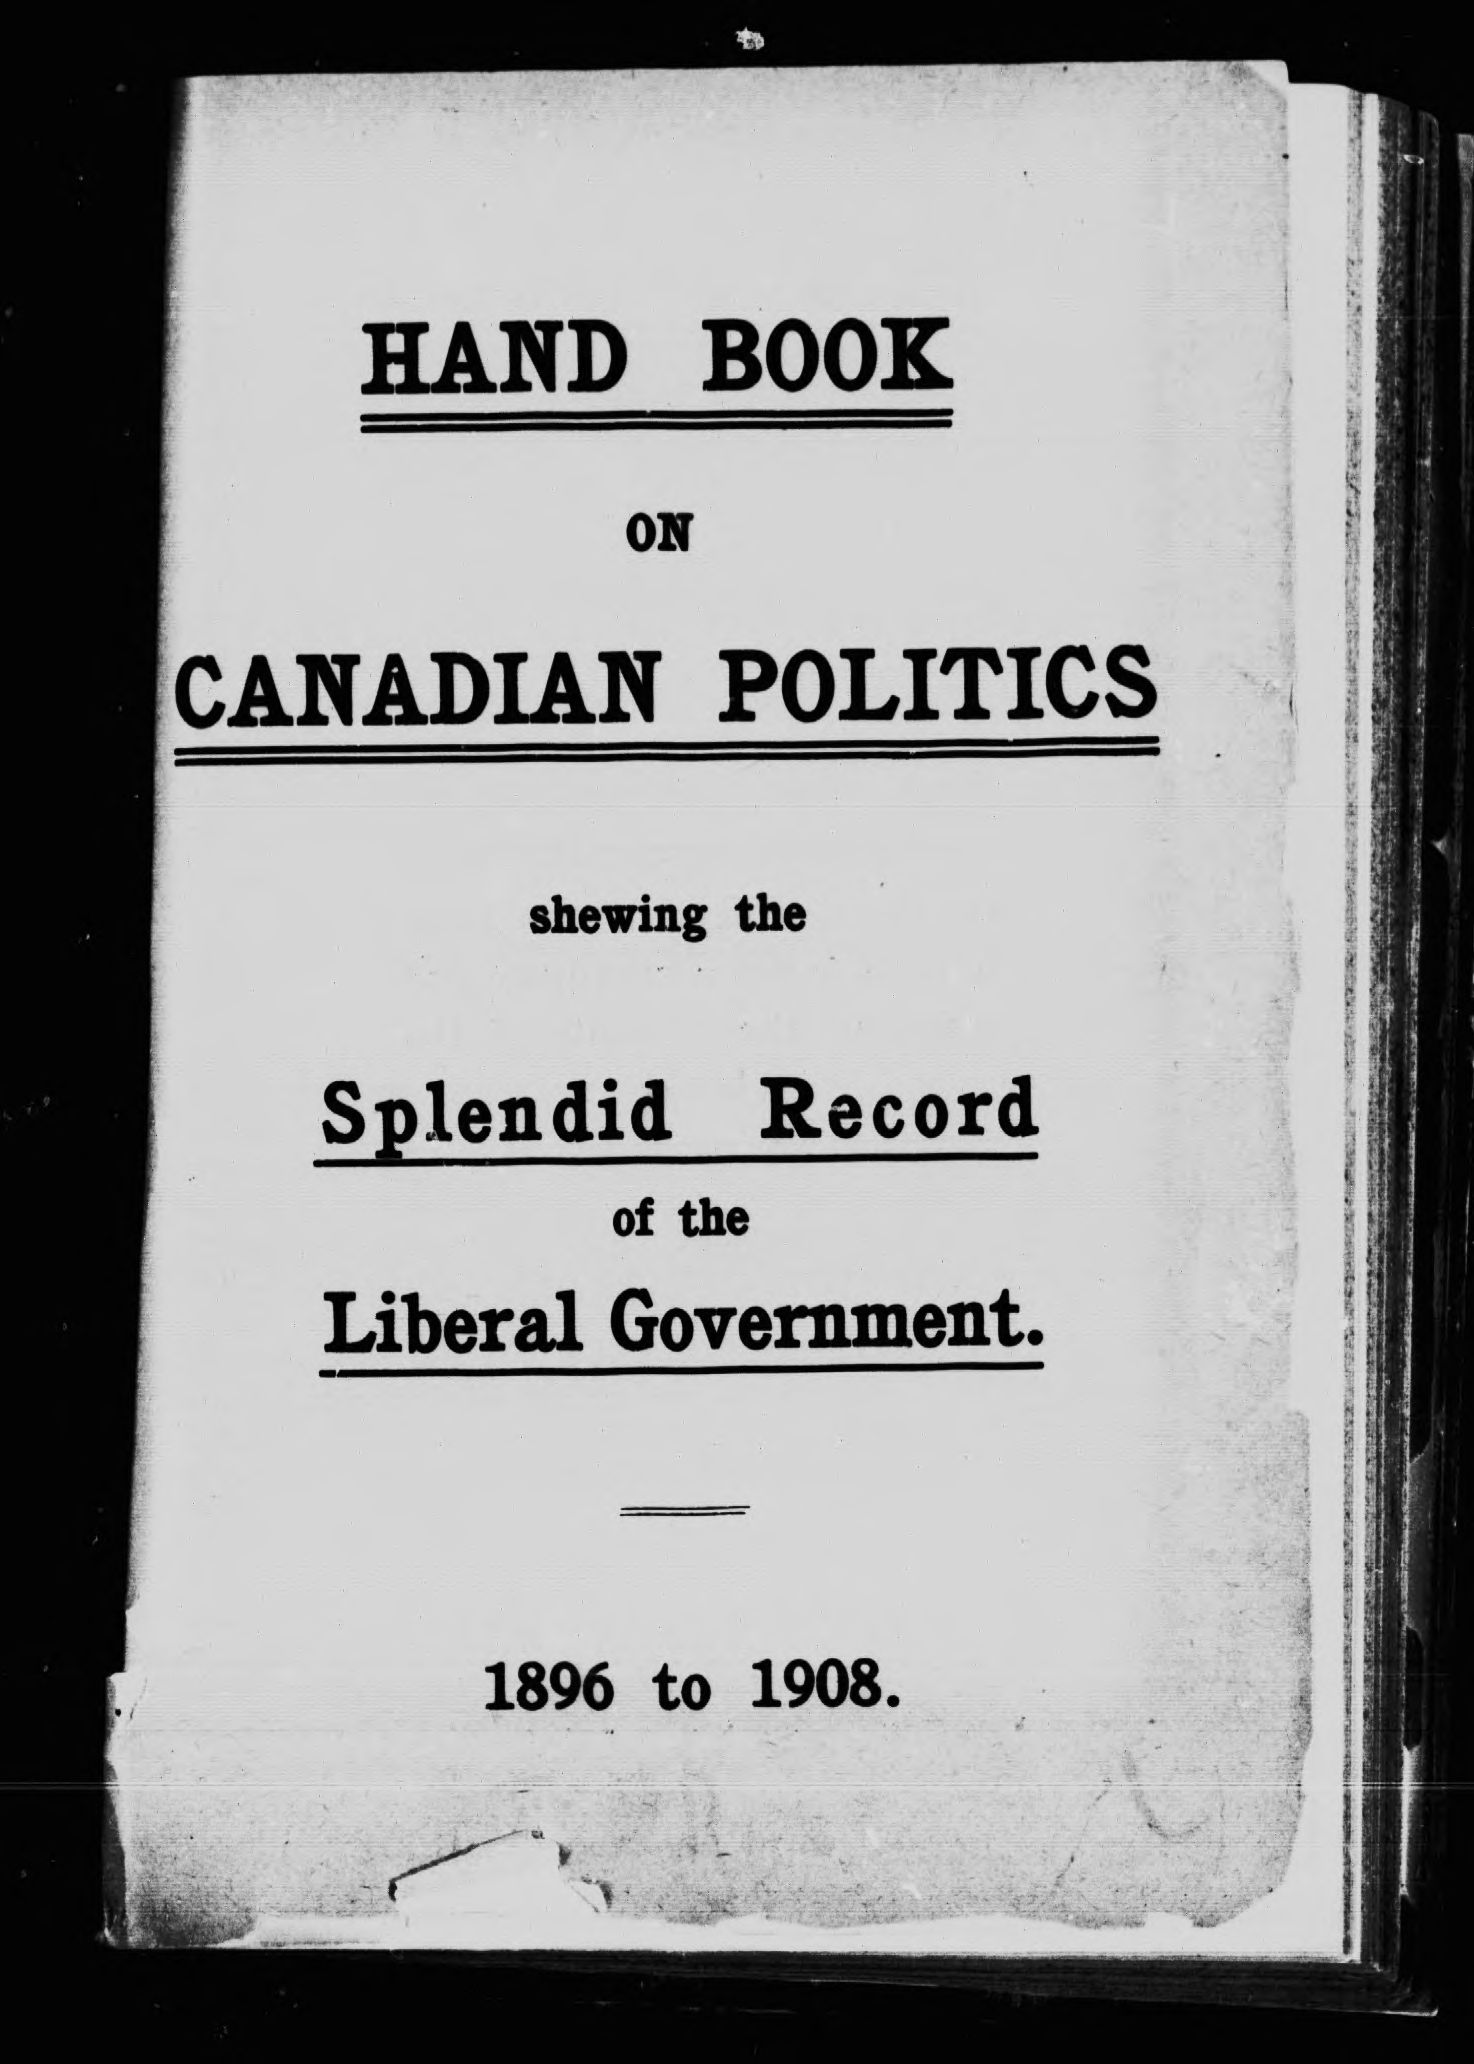 HAND BOOK
ON
CANADIAN POLITICS
shewing the
Splendid Record
of the
Liberal Government.
1896 to 1908.